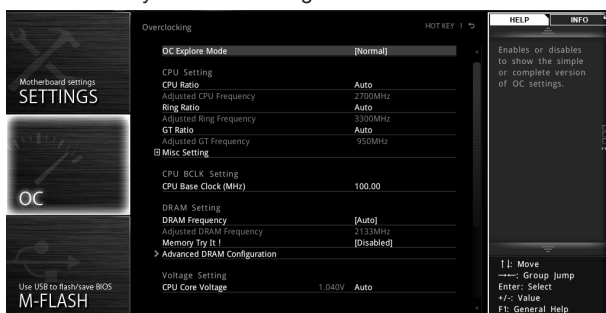 Overclocking
HOT KEY
HELP
INFO
OC Explore Mode [Normal]
CPU Setting
CPU Ratio Auto
Adjusted CPU Frequency 2700MHz
Ring Ratio Auto
Adjusted Ring Frequency 3300MHz
GT Ratio Auto
Adjusted GT Frequency 950MHz
Misc Setting
CPU BCLK Setting
CPU Base Clock (MHz) 100.00
DRAM Setting
DRAM Frequency [Auto]
Adjusted DRAM Frequency 2133MHz
Memory Try It ! [Disabled]
> Advanced DRAM Configuration
Voltage Setting
CPU Core Voltage 1.040V Auto
Motherboard settings
SETTINGS
OC
Use USB to flash/save BIOS
M-FLASH
Enables or disables
to show the simple
or complete version
of OC settings.
↑↓: Move
→←: Group Jump
Enter: Select
+/-: Value
F1: General Help